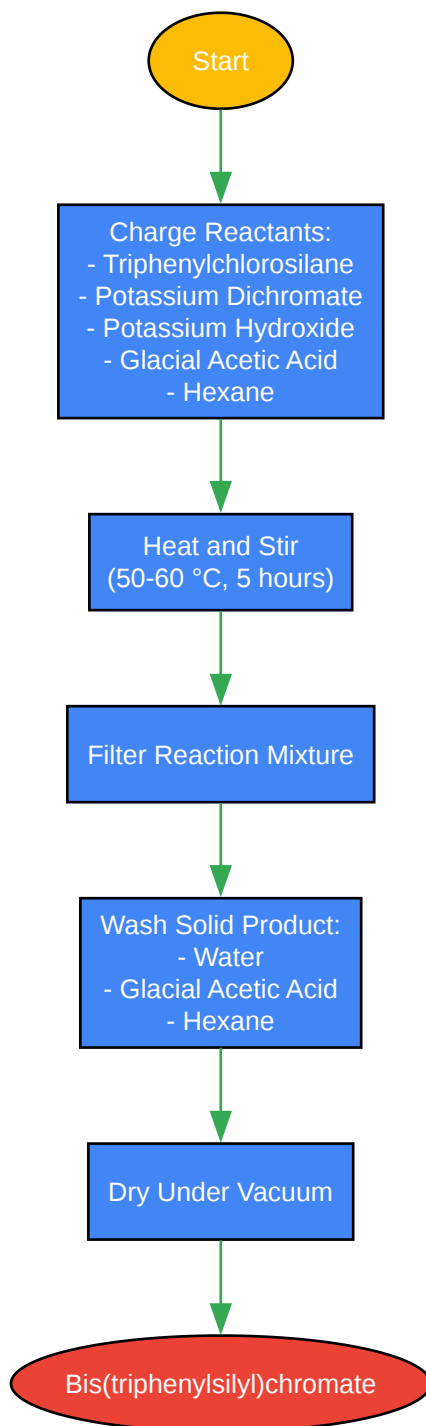 Start
Charge Reactants:
- Triphenylchlorosilane
- Potassium Dichromate
- Potassium Hydroxide
- Glacial Acetic Acid
- Hexane
Heat and Stir
(50-60 °C, 5 hours)
Filter Reaction Mixture
Wash Solid Product:
- Water
- Glacial Acetic Acid
- Hexane
Dry Under Vacuum
Bis(triphenylsilyl)chromate